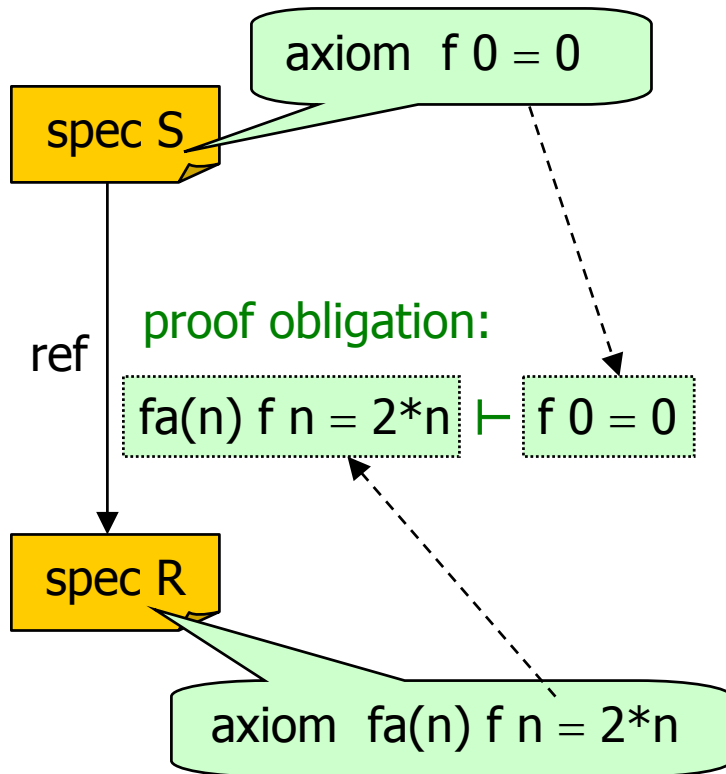 axiom f 0 = 0
spec S
proof obligation:
ref
fa(n) f n = 2*n ⊢ f 0 = 0
spec R
axiom fa(n) f n = 2*n